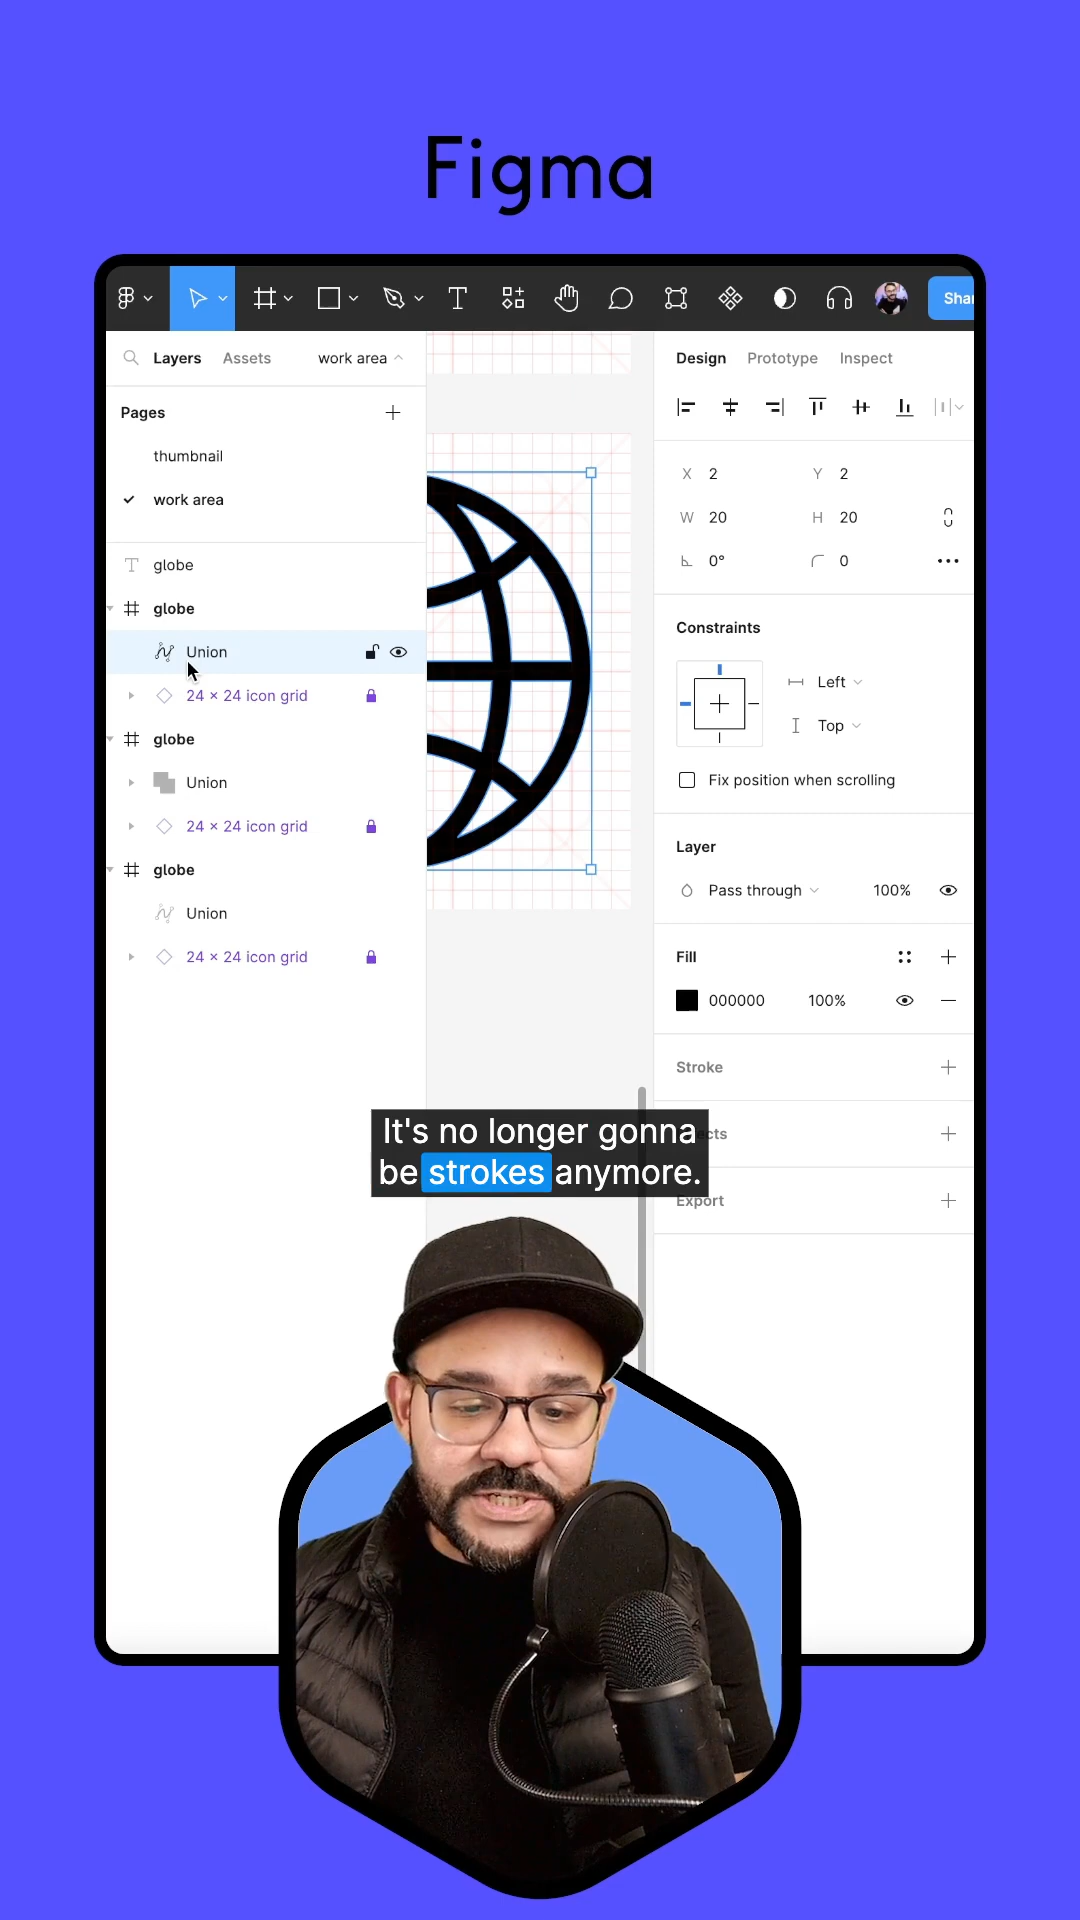 Figma
Shar
Layers Assets work area
Design Prototype Inspect
Pages
thumbnail
work area
X 2 Y 2
W 20 H 20
0° 0
globe
globe
Union
24 × 24 icon grid
globe
Union
24 × 24 icon grid
globe
Union
24 × 24 icon grid
Constraints
Left
Top
Fix position when scrolling
Layer
Pass through 100%
Fill
000000 100%
Stroke
ects
Export
It's no longer gonna
be strokes anymore.